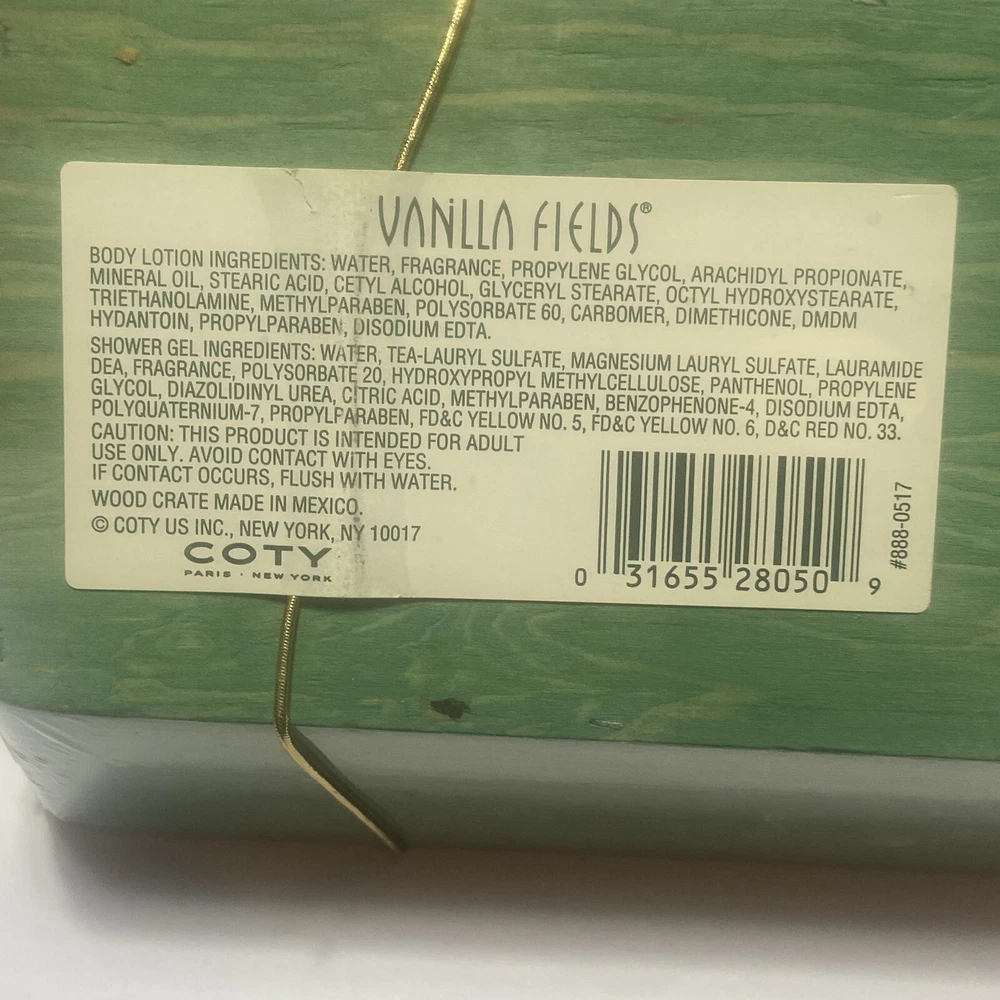 VANILLA FIELDS®
BODY LOTION INGREDIENTS: WATER, FRAGRANCE, PROPYLENE GLYCOL, ARACHIDYL PROPIONATE,
MINERAL OIL, STEARIC ACID, CETYL ALCOHOL, GLYCERYL STEARATE, OCTYL HYDROXYSTEARATE,
TRIETHANOLAMINE, METHYLPARABEN, POLYSORBATE 60, CARBOMER, DIMETHICONE, DMDM
HYDANTOIN, PROPYLPARABEN, DISODIUM EDTA.
SHOWER GEL INGREDIENTS: WATER, TEA-LAURYL SULFATE, MAGNESIUM LAURYL SULFATE, LAURAMIDE
DEA, FRAGRANCE, POLYSORBATE 20, HYDROXYPROPYL METHYLCELLULOSE, PANTHENOL, PROPYLENE
GLYCOL, DIAZOLIDINYL UREA, CITRIC ACID, METHYLPARABEN, BENZOPHENONE-4, DISODIUM EDTA,
POLYQUATERNIUM-7, PROPYLPARABEN, FD&C YELLOW NO. 5, FD&C YELLOW NO. 6, D&C RED NO. 33.
CAUTION: THIS PRODUCT IS INTENDED FOR ADULT
USE ONLY. AVOID CONTACT WITH EYES.
IF CONTACT OCCURS, FLUSH WITH WATER.
WOOD CRATE MADE IN MEXICO.
© COTY US INC., NEW YORK, NY 10017
COTY
PARIS · NEW YORK
0 31655 28050 9
#888-0517